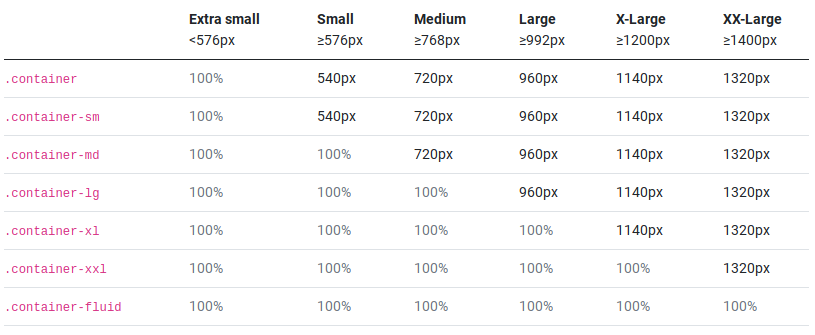 Extra small Small Medium Large X-Large XX-Large
<576px ≥576px ≥768px ≥992px ≥1200px ≥1400px
.container 100% 540px 720px 960px 1140px 1320px
.container-sm 100% 540px 720px 960px 1140px 1320px
.container-md 100% 100% 720px 960px 1140px 1320px
.container-lg 100% 100% 100% 960px 1140px 1320px
.container-xl 100% 100% 100% 100% 1140px 1320px
.container-xxl 100% 100% 100% 100% 100% 1320px
.container-fluid 100% 100% 100% 100% 100% 100%